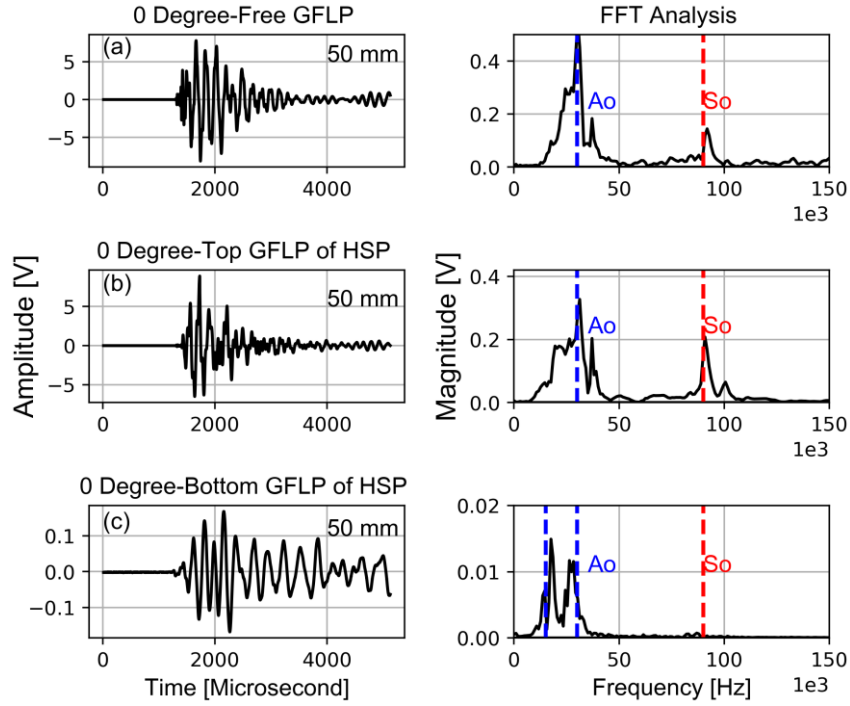 0 Degree-Free GFLP
FFT Analysis
(a)
50 mm
5
0
−5
0
2000
4000
0.4
0.2
0.0
Ao
So
0
50
100
150
1e3
0 Degree-Top GFLP of HSP
(b)
50 mm
5
0
−5
0
2000
4000
0.4
0.2
0.0
Ao
So
0
50
100
150
1e3
Amplitude [V]
Magnitude [V]
0 Degree-Bottom GFLP of HSP
(c)
50 mm
0.1
0.0
−0.1
0
2000
4000
Time [Microsecond]
0.02
0.01
0.00
Ao
So
0
50
100
150
1e3
Frequency [Hz]